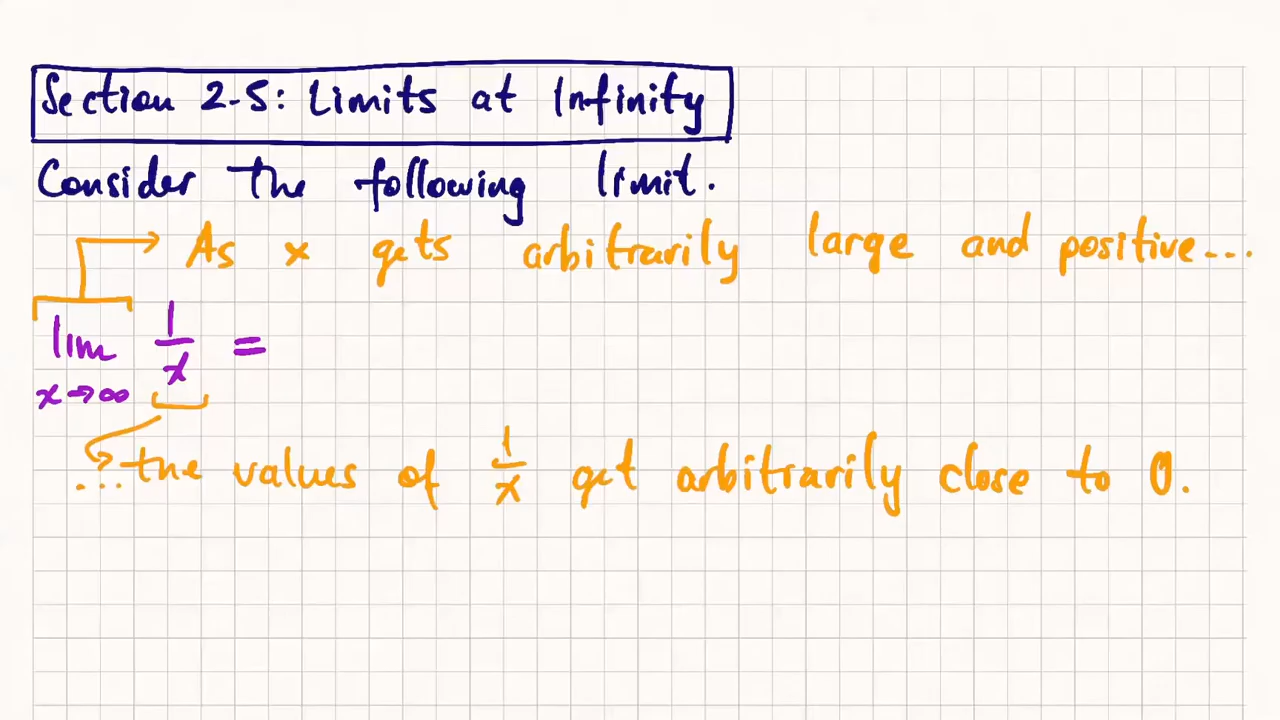 Section 2-5: Limits at Infinity
Consider the following limit.
As x gets arbitrarily large and positive...
lim x→∞ 1/x =
...the values of 1/x get arbitrarily close to 0.